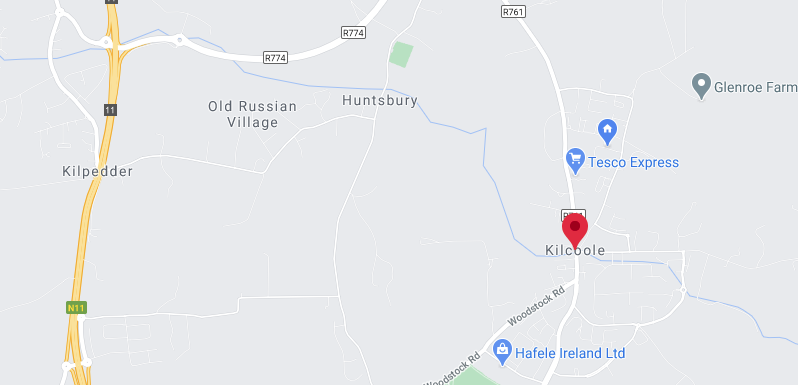 R761
R774
R774
Glenroe Farm
11
Old Russian
Village
Huntsbury
Kilpedder
Tesco Express
Kilcoole
N11
Woodstock Rd
Woodstock Rd
Hafele Ireland Ltd